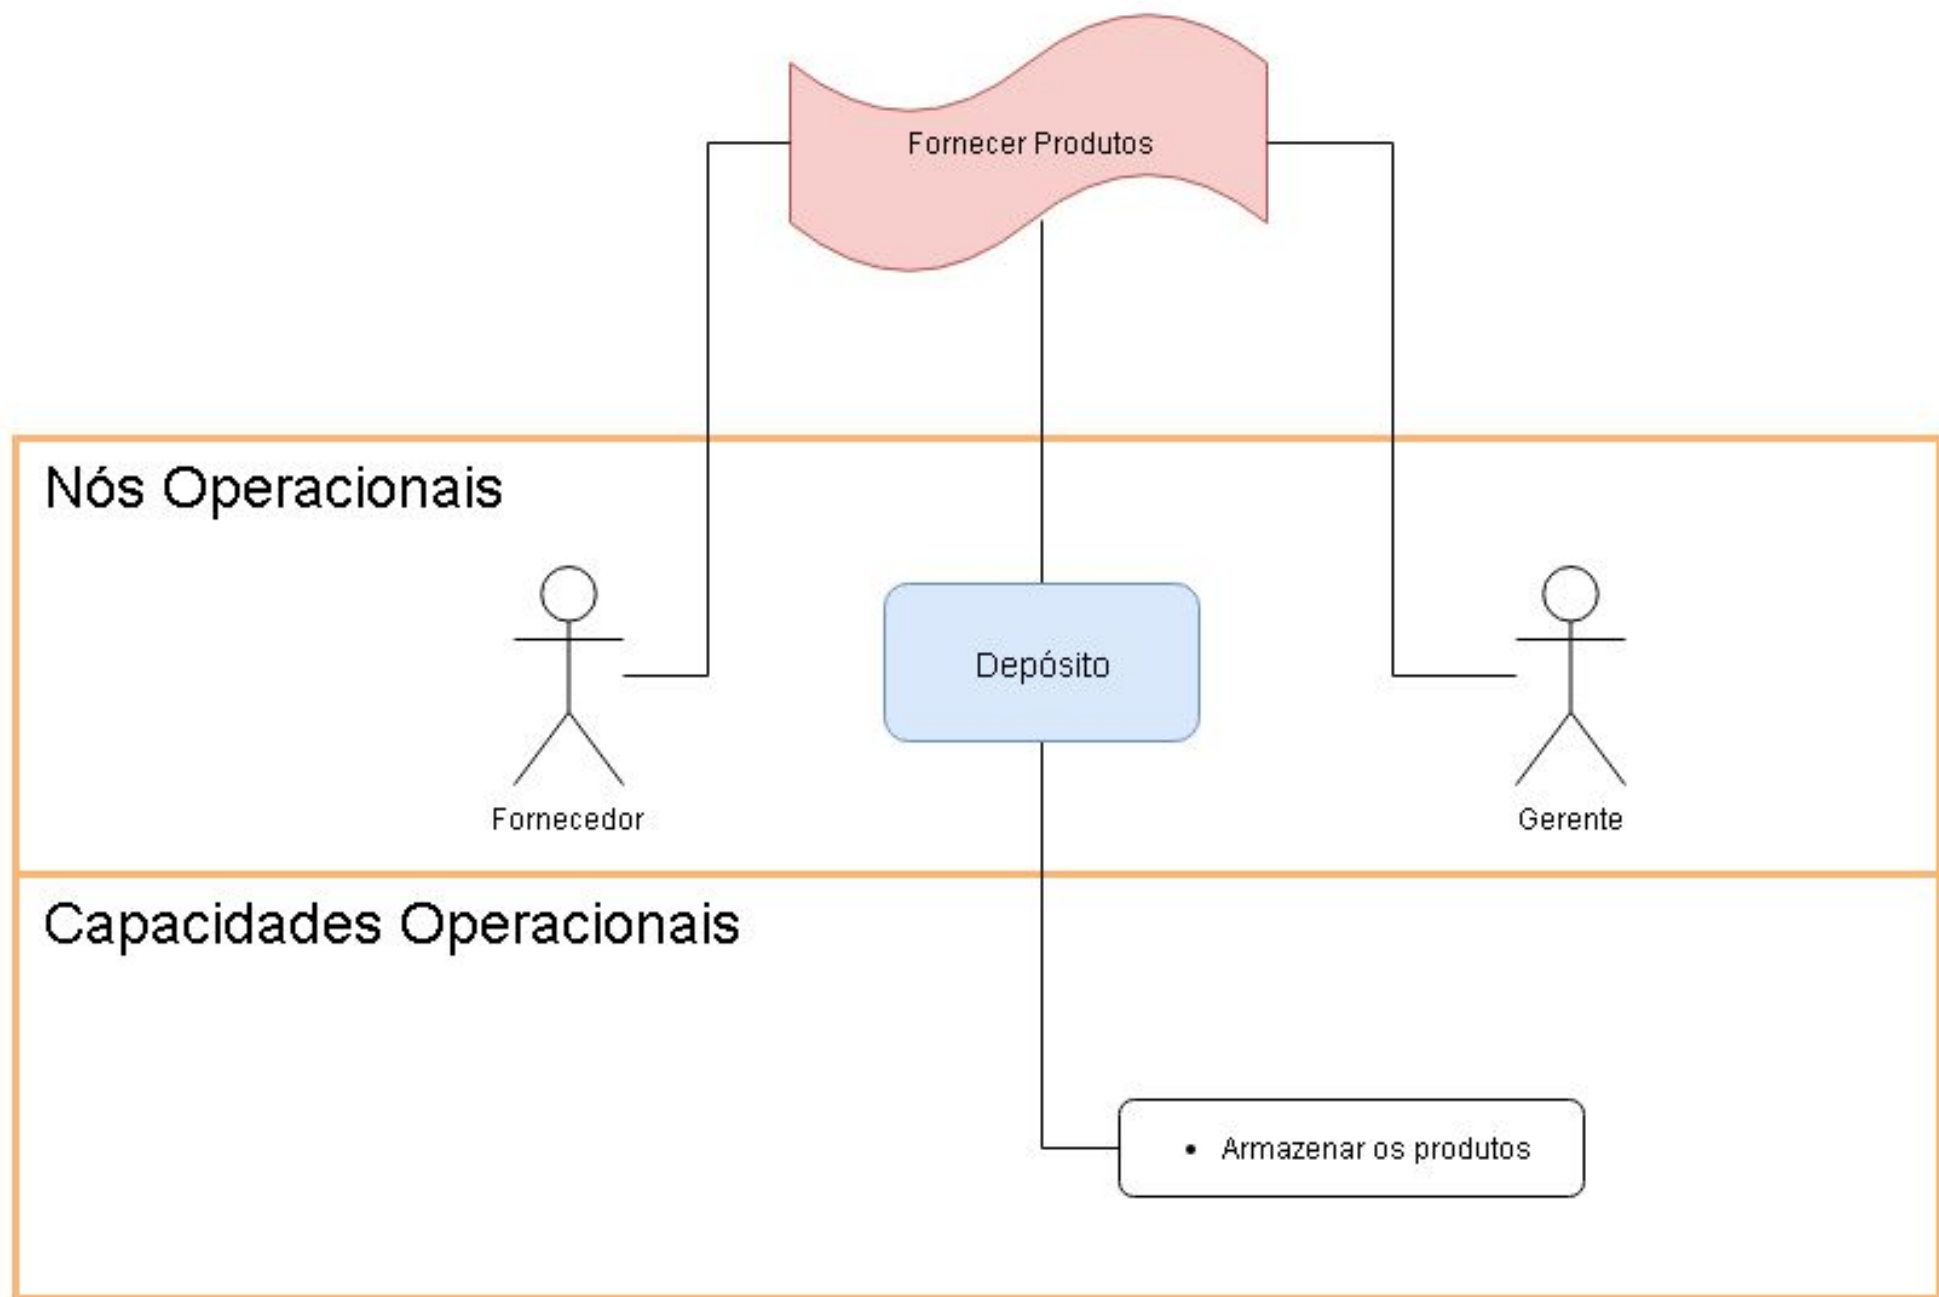 Fornecer Produtos
Nós Operacionais
Depósito
Fornecedor
Gerente
Capacidades Operacionais
• Armazenar os produtos